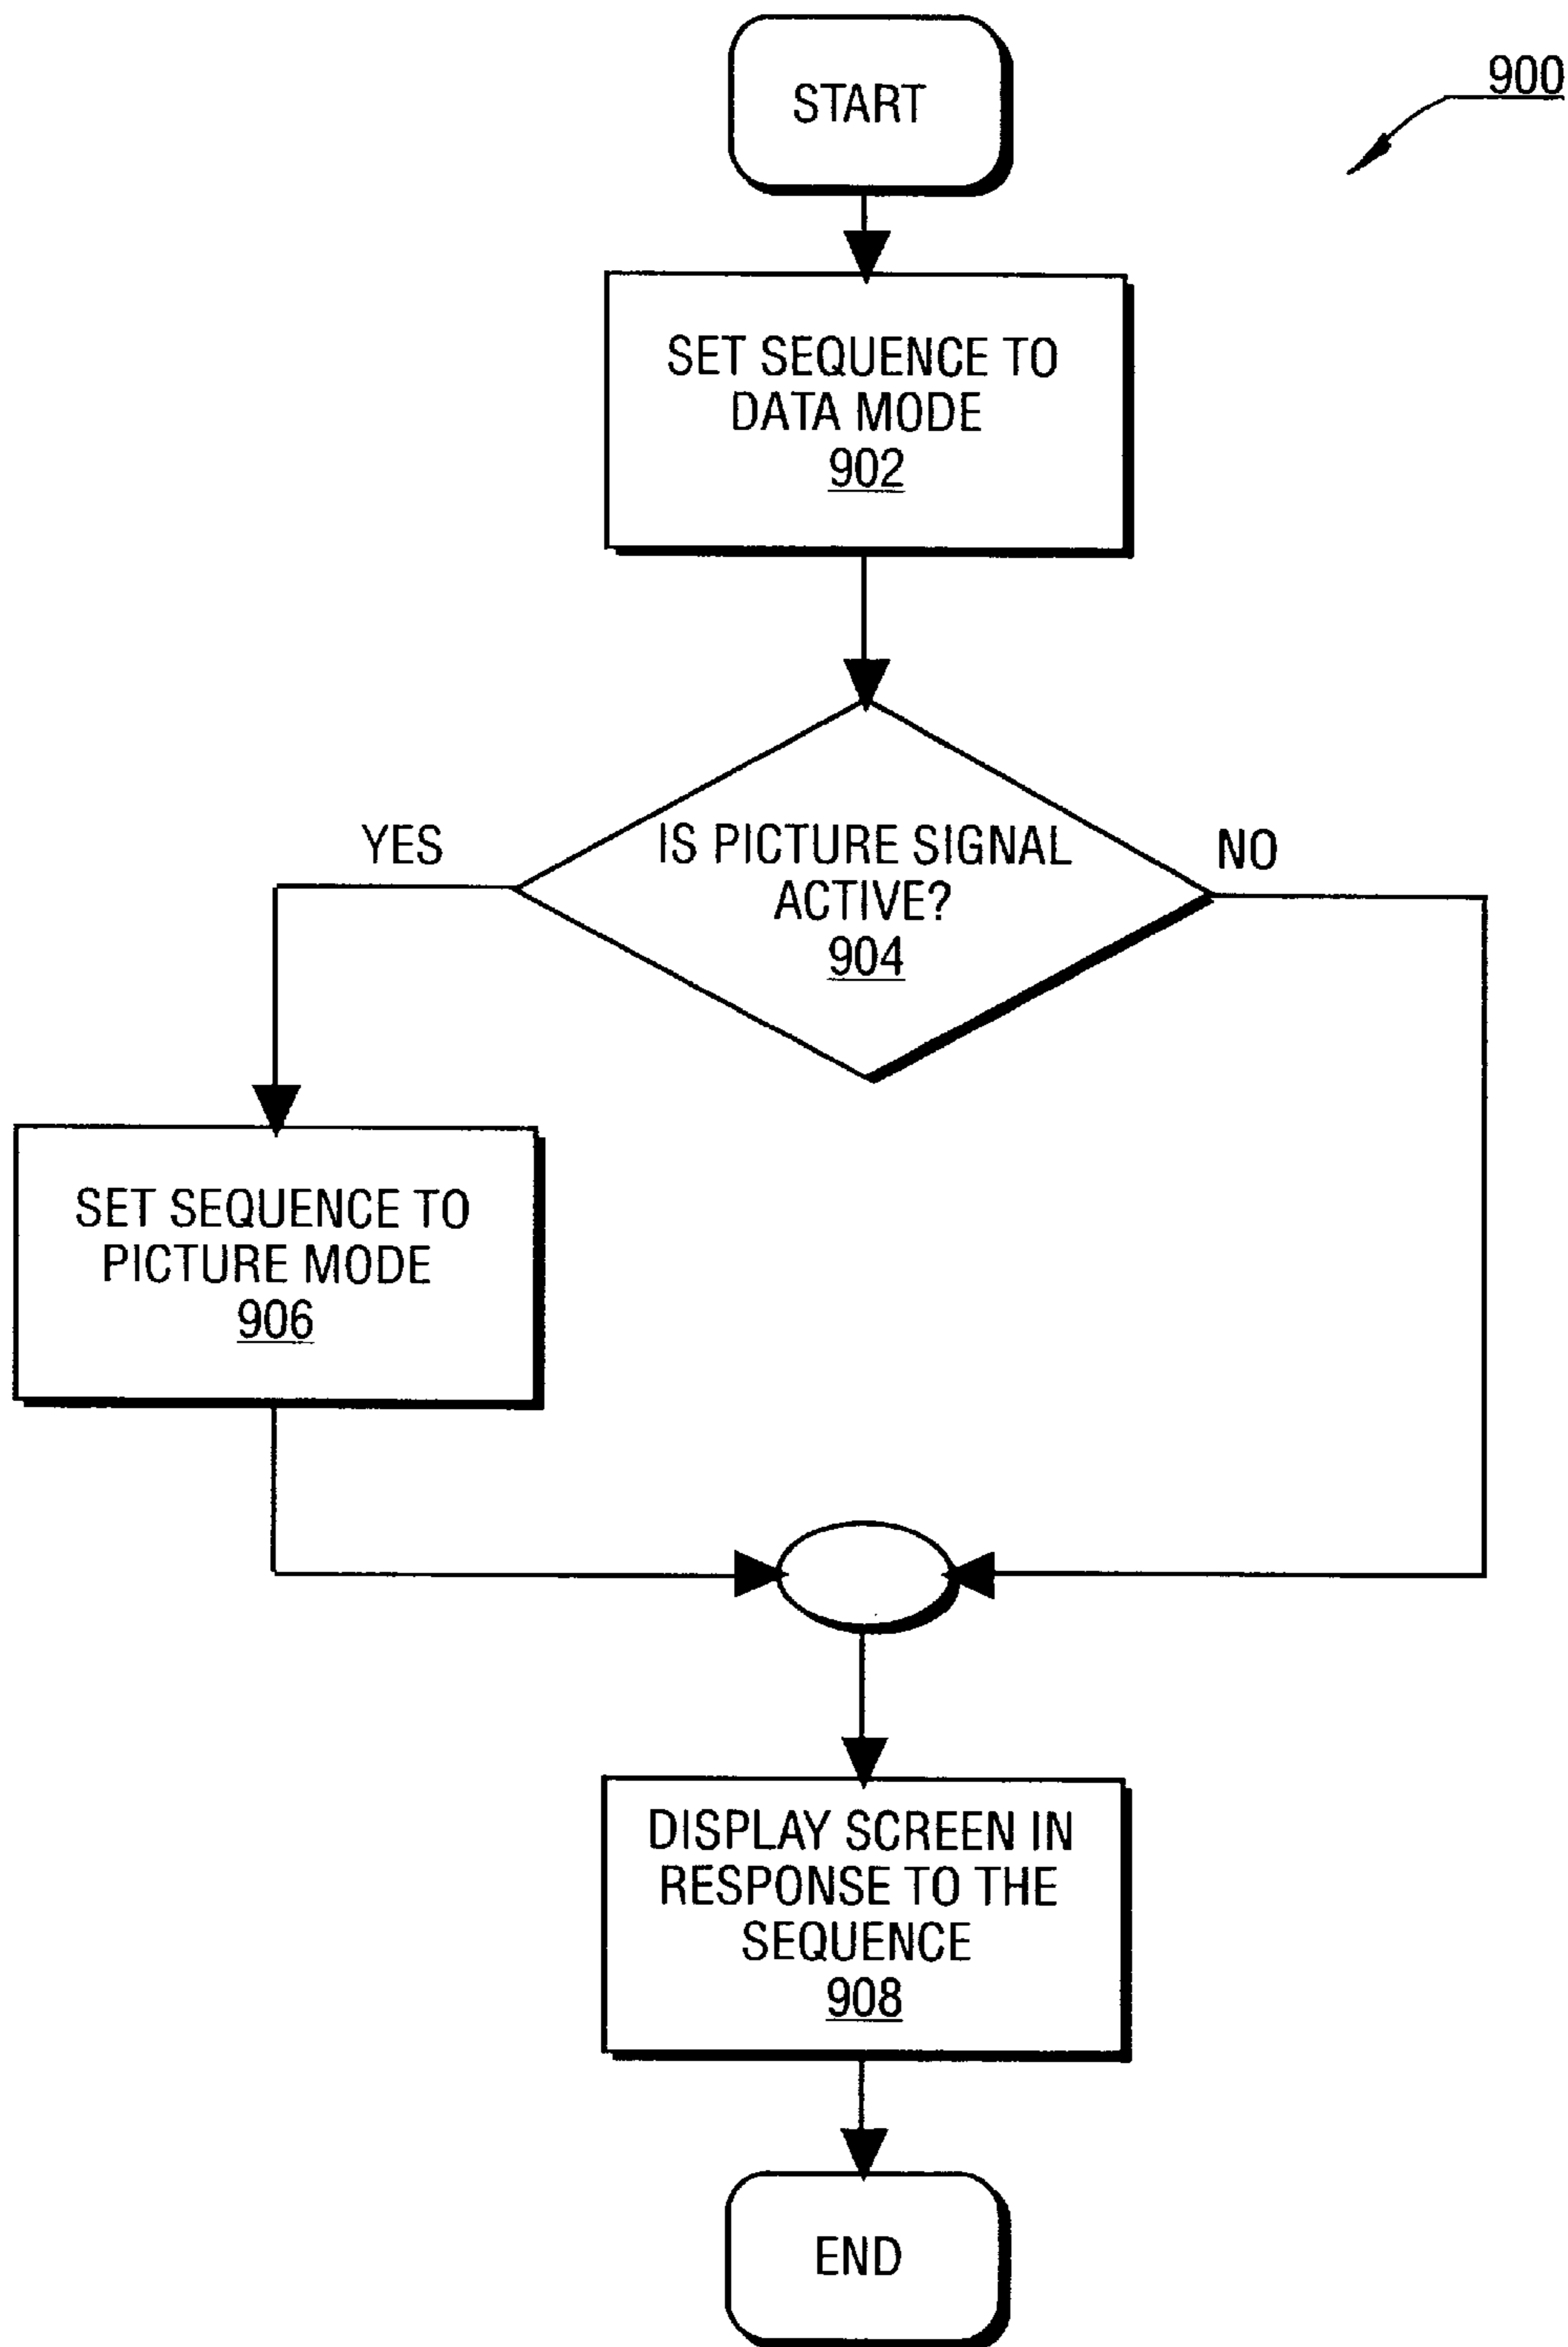 START
900
SET SEQUENCE TO
DATA MODE
902
YES
IS PICTURE SIGNAL
ACTIVE?
904
NO
SET SEQUENCE TO
PICTURE MODE
906
DISPLAY SCREEN IN
RESPONSE TO THE
SEQUENCE
908
END